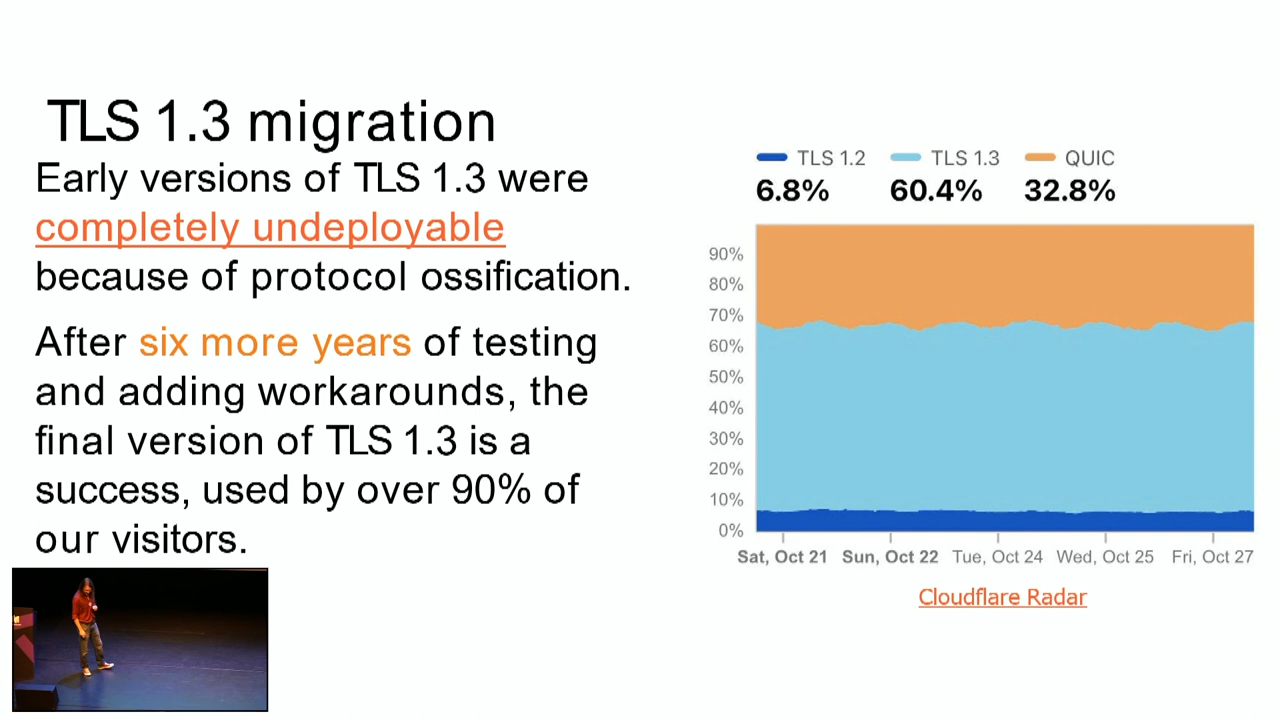 TLS 1.3 migration
Early versions of TLS 1.3 were
completely undeployable
because of protocol ossification.
After six more years of testing
and adding workarounds, the
final version of TLS 1.3 is a
success, used by over 90% of
our visitors.
TLS 1.2 TLS 1.3 QUIC
6.8% 60.4% 32.8%
90%
80%
70%
60%
50%
40%
30%
20%
10%
0%
Sat, Oct 21 Sun, Oct 22 Tue, Oct 24 Wed, Oct 25 Fri, Oct 27
Cloudflare Radar